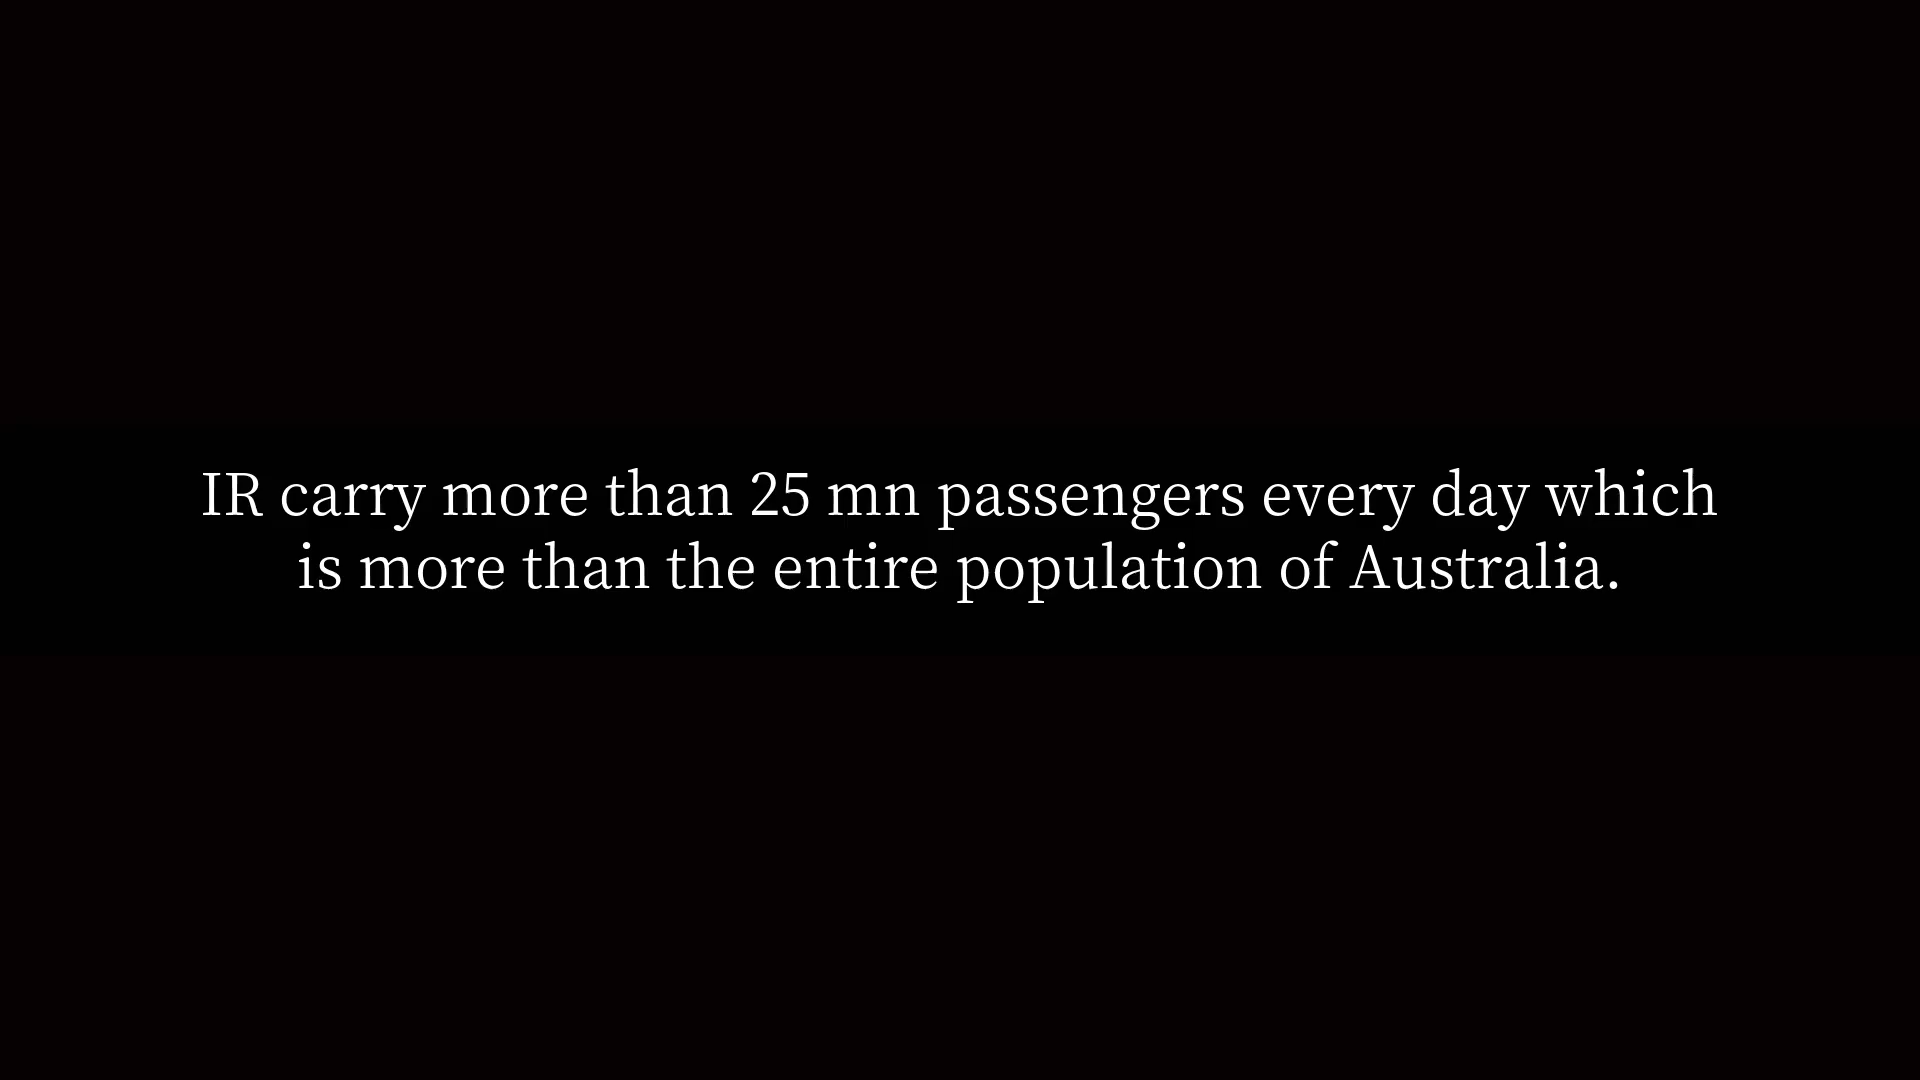 IR carry more than 25 mn passengers every day which
is more than the entire population of Australia.